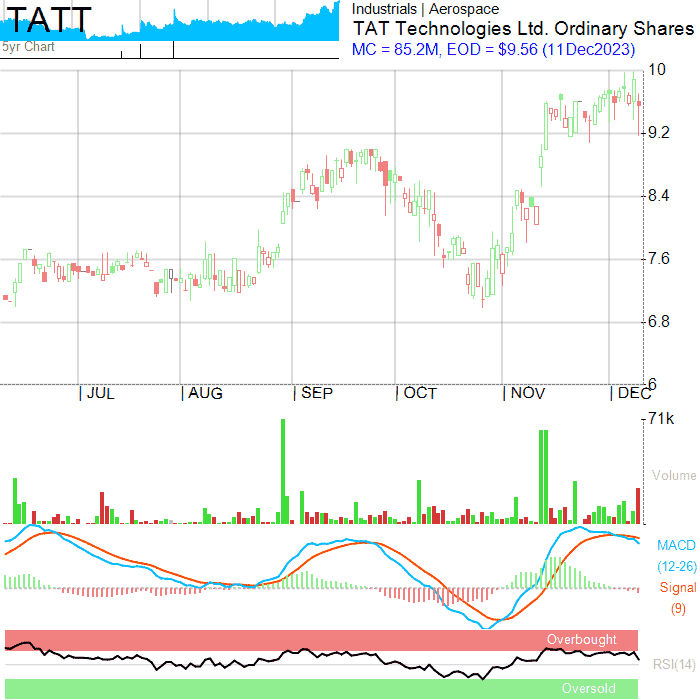 TATT
5yr Chart
Industrials | Aerospace
TAT Technologies Ltd. Ordinary Shares
MC = 85.2M, EOD = $9.56 (11Dec2023)
10
9.2
8.4
7.6
6.8
6
JUL AUG SEP OCT NOV DEC
71k
Volume
MACD
(12-26)
Signal
(9)
Overbought
RSI(14)
Oversold